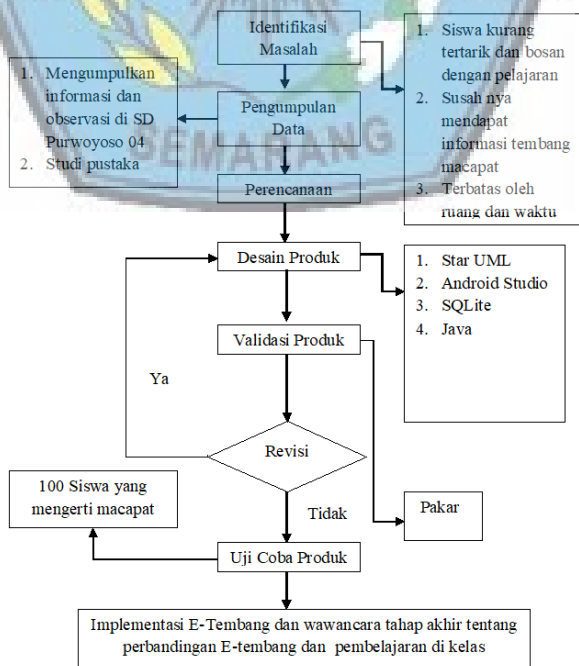 Identifikasi
Masalah
1. Siswa kurang
tertarik dan bosan
dengan pelajaran
2. Susah nya
mendapat
informasi tembang
macapat
3. Terbatas oleh
ruang dan waktu
1. Mengumpulkan
informasi dan
observasi di SD
Purwoyoso 04
2. Studi pustaka
Pengumpulan
Data
SEMARANG
Perencanaan
Desain Produk
1. Star UML
2. Android Studio
3. SQLite
4. Java
Validasi Produk
Ya
Revisi
100 Siswa yang
mengerti macapat
Tidak
Pakar
Uji Coba Produk
Implementasi E-Tembang dan wawancara tahap akhir tentang
perbandingan E-tembang dan pembelajaran di kelas